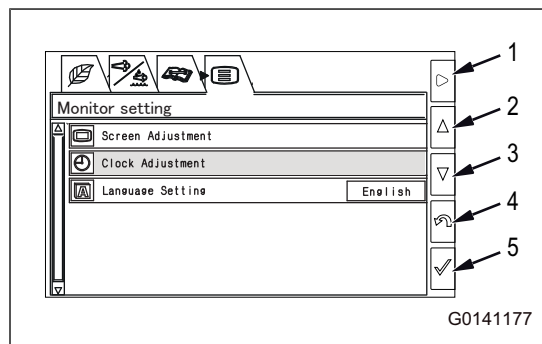 Monitor setting
Screen Adjustment
Clock Adjustment
Language Setting English
1
2
3
4
5
G0141177